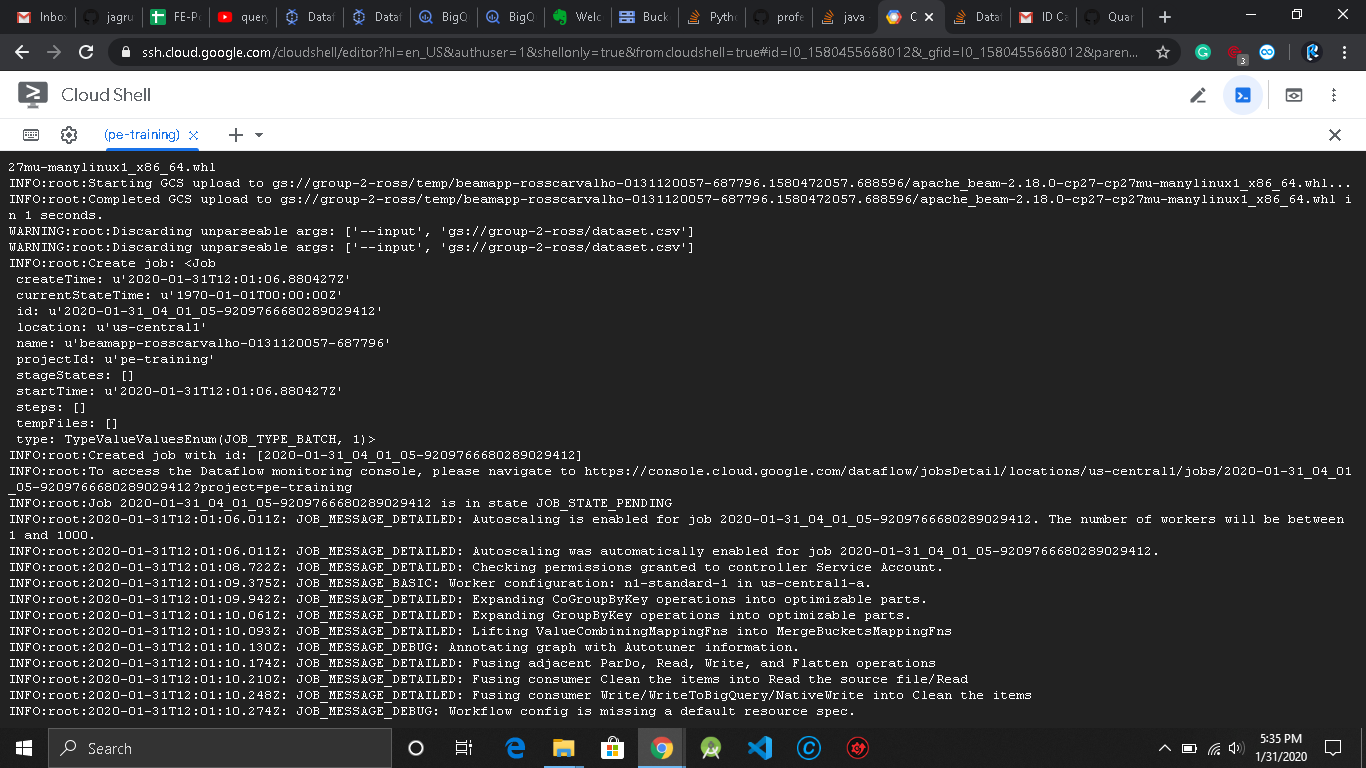 Inbo
jagru
FE-Po
query
Dataf
Dataf
BigQ
BigQ
Welc
Buck
Pytho
profe
java
C
Dataf
ID Ca
Quar
ssh.cloud.google.com/cloudshell/editor?hl=en_US&authuser=1&shellonly=true&fromcloudshell=true#id=I0_1580455668012&_gfid=I0_1580455668012&paren...
3
Cloud Shell
(pe-training)
27mu-manylinux1_x86_64.whl
INFO:root:Starting GCS upload to gs://group-2-ross/temp/beamapp-rosscarvalho-0131120057-687796.1580472057.688596/apache_beam-2.18.0-cp27-cp27mu-manylinux1_x86_64.whl...
INFO:root:Completed GCS upload to gs://group-2-ross/temp/beamapp-rosscarvalho-0131120057-687796.1580472057.688596/apache_beam-2.18.0-cp27-cp27mu-manylinux1_x86_64.whl i
n 1 seconds.
WARNING:root:Discarding unparseable args: ['--input', 'gs://group-2-ross/dataset.csv']
WARNING:root:Discarding unparseable args: ['--input', 'gs://group-2-ross/dataset.csv']
INFO:root:Create job: <Job
createTime: u'2020-01-31T12:01:06.880427Z'
currentStateTime: u'1970-01-01T00:00:00Z'
id: u'2020-01-31_04_01_05-9209766680289029412'
location: u'us-central1'
name: u'beamapp-rosscarvalho-0131120057-687796'
projectId: u'pe-training'
stageStates: []
startTime: u'2020-01-31T12:01:06.880427Z'
steps: []
tempFiles: []
type: TypeValueValuesEnum(JOB_TYPE_BATCH, 1)>
INFO:root:Created job with id: [2020-01-31_04_01_05-9209766680289029412]
INFO:root:To access the Dataflow monitoring console, please navigate to https://console.cloud.google.com/dataflow/jobsDetail/locations/us-central1/jobs/2020-01-31_04_01
_05-9209766680289029412?project=pe-training
INFO:root:Job 2020-01-31_04_01_05-9209766680289029412 is in state JOB_STATE_PENDING
INFO:root:2020-01-31T12:01:06.011Z: JOB_MESSAGE_DETAILED: Autoscaling is enabled for job 2020-01-31_04_01_05-9209766680289029412. The number of workers will be between
1 and 1000.
INFO:root:2020-01-31T12:01:06.011Z: JOB_MESSAGE_DETAILED: Autoscaling was automatically enabled for job 2020-01-31_04_01_05-9209766680289029412.
INFO:root:2020-01-31T12:01:08.722Z: JOB_MESSAGE_DETAILED: Checking permissions granted to controller Service Account.
INFO:root:2020-01-31T12:01:09.375Z: JOB_MESSAGE_BASIC: Worker configuration: n1-standard-1 in us-central1-a.
INFO:root:2020-01-31T12:01:09.942Z: JOB_MESSAGE_DETAILED: Expanding CoGroupByKey operations into optimizable parts.
INFO:root:2020-01-31T12:01:10.061Z: JOB_MESSAGE_DETAILED: Expanding GroupByKey operations into optimizable parts.
INFO:root:2020-01-31T12:01:10.093Z: JOB_MESSAGE_DETAILED: Lifting ValueCombiningMappingFns into MergeBucketsMappingFns
INFO:root:2020-01-31T12:01:10.130Z: JOB_MESSAGE_DEBUG: Annotating graph with Autotuner information.
INFO:root:2020-01-31T12:01:10.174Z: JOB_MESSAGE_DETAILED: Fusing adjacent ParDo, Read, Write, and Flatten operations
INFO:root:2020-01-31T12:01:10.210Z: JOB_MESSAGE_DETAILED: Fusing consumer Clean the items into Read the source file/Read
INFO:root:2020-01-31T12:01:10.248Z: JOB_MESSAGE_DETAILED: Fusing consumer Write/WriteToBigQuery/NativeWrite into Clean the items
INFO:root:2020-01-31T12:01:10.274Z: JOB_MESSAGE_DEBUG: Workflow config is missing a default resource spec.
Search
5:35 PM
1/31/2020